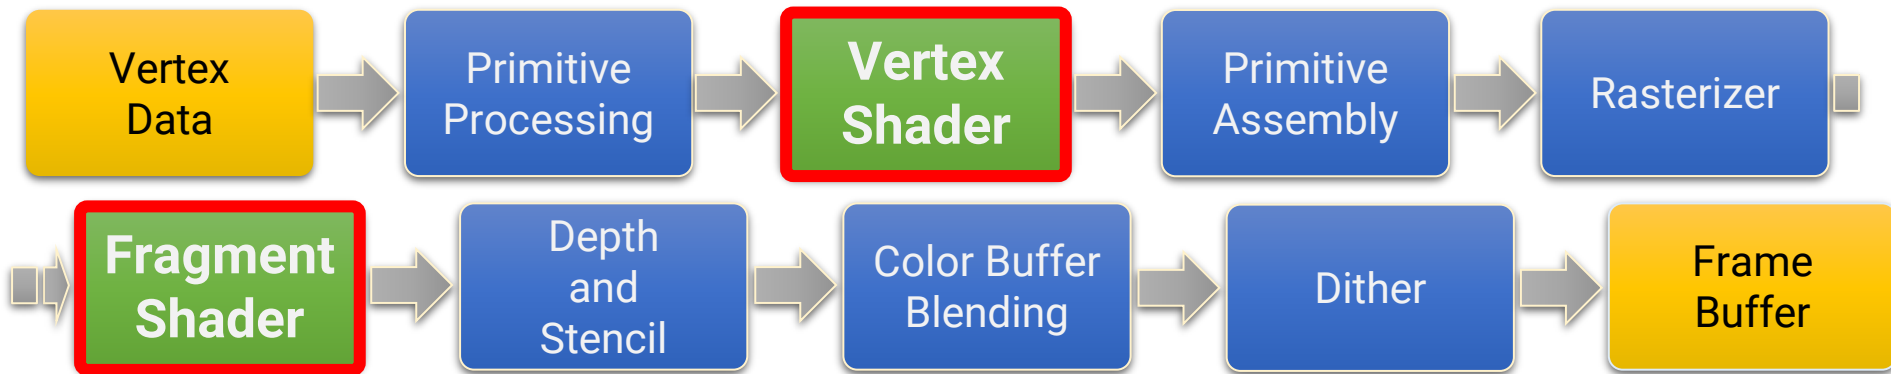 Vertex
Data
Primitive
Processing
Vertex
Shader
Primitive
Assembly
Rasterizer
Fragment
Shader
Depth
and
Stencil
Color Buffer
Blending
Dither
Frame
Buffer